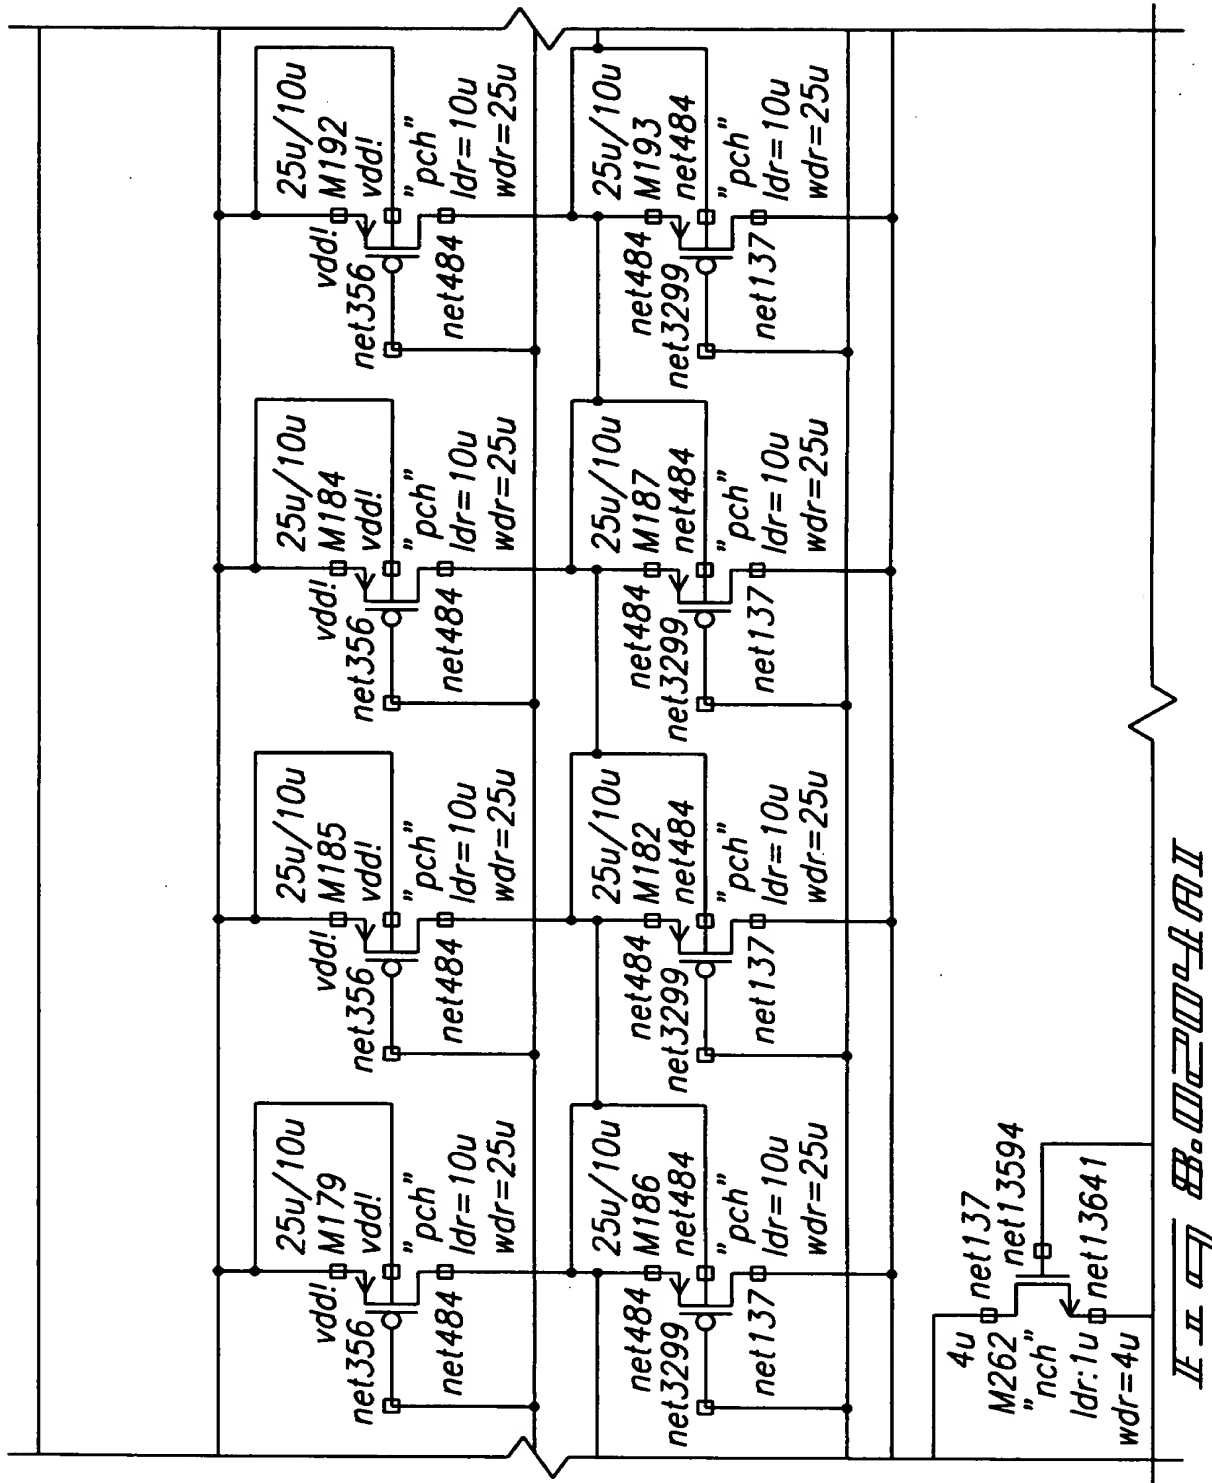 25u/10u
vdd! M179
net356 vdd!
"pch"
net484 ldr=10u
wdr=25u
25u/10u
vdd! M185
net356 vdd!
"pch"
net484 ldr=10u
wdr=25u
25u/10u
vdd! M184
net356 vdd!
"pch"
net484 ldr=10u
wdr=25u
25u/10u
vdd! M192
net356 vdd!
"pch"
net484 ldr=10u
wdr=25u
25u/10u
net484 M186
net3299 net484
"pch"
net137 ldr=10u
wdr=25u
25u/10u
net484 M182
net3299 net484
"pch"
net137 ldr=10u
wdr=25u
25u/10u
net484 M187
net3299 net484
"pch"
net137 ldr=10u
wdr=25u
25u/10u
net484 M193
net3299 net484
"pch"
net137 ldr=10u
wdr=25u
4u net137
M262 net13594
"nch"
ldr:1u net13641
wdr=4u
FIG 8.0204AII